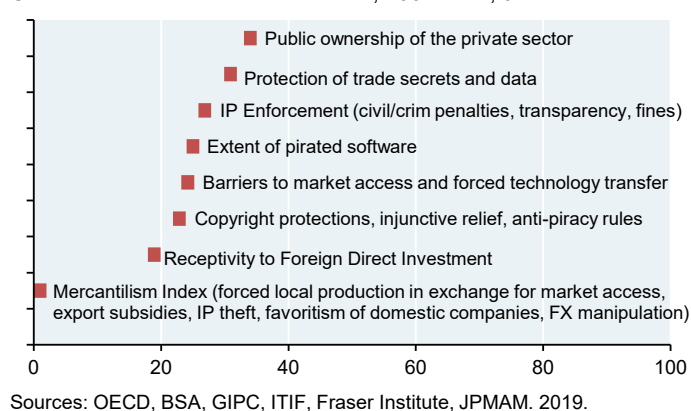 Public ownership of the private sector
Protection of trade secrets and data
IP Enforcement (civil/crim penalties, transparency, fines)
Extent of pirated software
Barriers to market access and forced technology transfer
Copyright protections, injunctive relief, anti-piracy rules
Receptivity to Foreign Direct Investment
Mercantilism Index (forced local production in exchange for market access,
export subsidies, IP theft, favoritism of domestic companies, FX manipulation)
0 20 40 60 80 100
Sources: OECD, BSA, GIPC, ITIF, Fraser Institute, JPMAM. 2019.